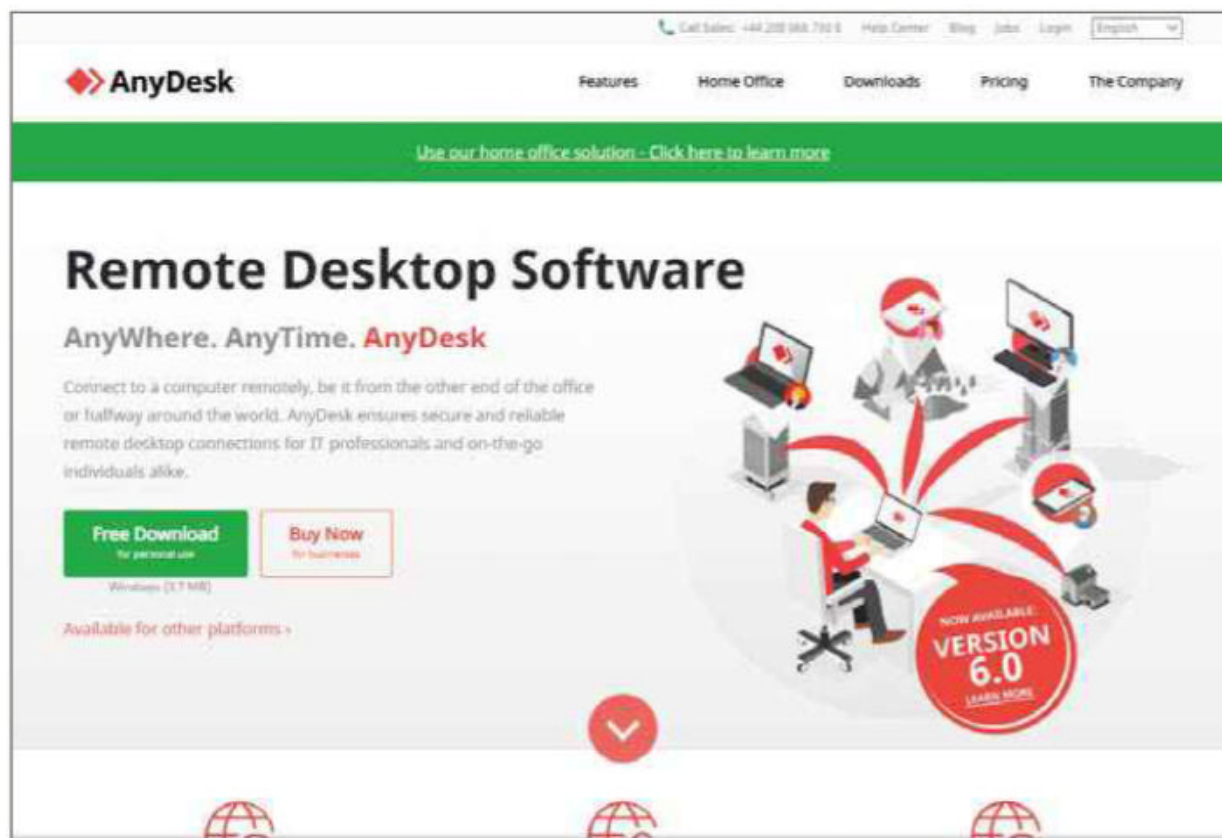 Call Sales: +44 208 988 790 8 Help Center Blog Jobs Login English
AnyDesk
Features Home Office Downloads Pricing The Company
Use our home office solution - Click here to learn more
Remote Desktop Software
AnyWhere. AnyTime. AnyDesk
Connect to a computer remotely, be it from the other end of the office
or halfway around the world. AnyDesk ensures secure and reliable
remote desktop connections for IT professionals and on-the-go
individuals alike.
Free Download
for personal use
Buy Now
for businesses
Windows (3.7 MB)
Available for other platforms ›
NOW AVAILABLE:
VERSION
6.0
LEARN MORE